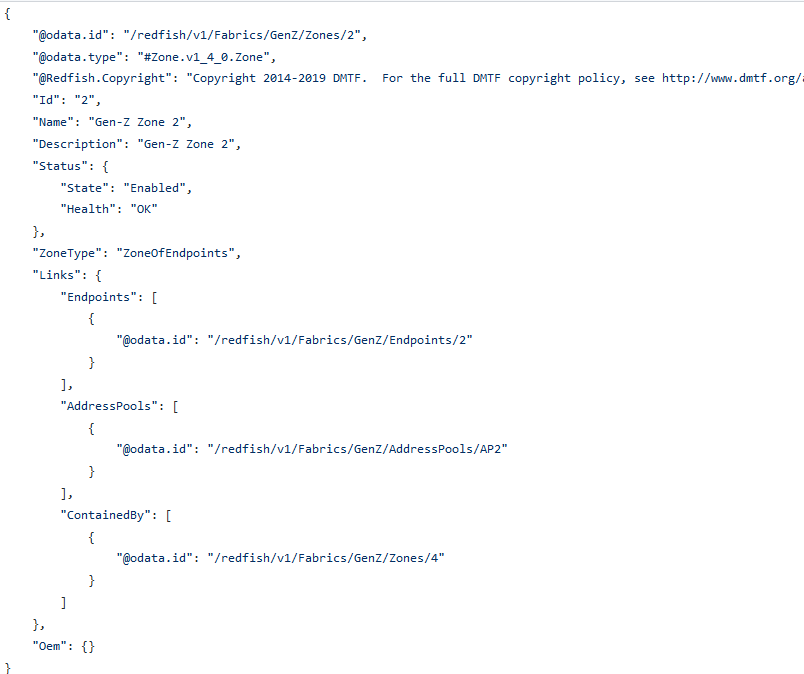 {
    "@odata.id": "/redfish/v1/Fabrics/GenZ/Zones/2",
    "@odata.type": "#Zone.v1_4_0.Zone",
    "@Redfish.Copyright": "Copyright 2014-2019 DMTF.  For the full DMTF copyright policy, see http://www.dmtf.org/
    "Id": "2",
    "Name": "Gen-Z Zone 2",
    "Description": "Gen-Z Zone 2",
    "Status": {
        "State": "Enabled",
        "Health": "OK"
    },
    "ZoneType": "ZoneOfEndpoints",
    "Links": {
        "Endpoints": [
            {
                "@odata.id": "/redfish/v1/Fabrics/GenZ/Endpoints/2"
            }
        ],
        "AddressPools": [
            {
                "@odata.id": "/redfish/v1/Fabrics/GenZ/AddressPools/AP2"
            }
        ],
        "ContainedBy": [
            {
                "@odata.id": "/redfish/v1/Fabrics/GenZ/Zones/4"
            }
        ]
    },
    "Oem": {}
}